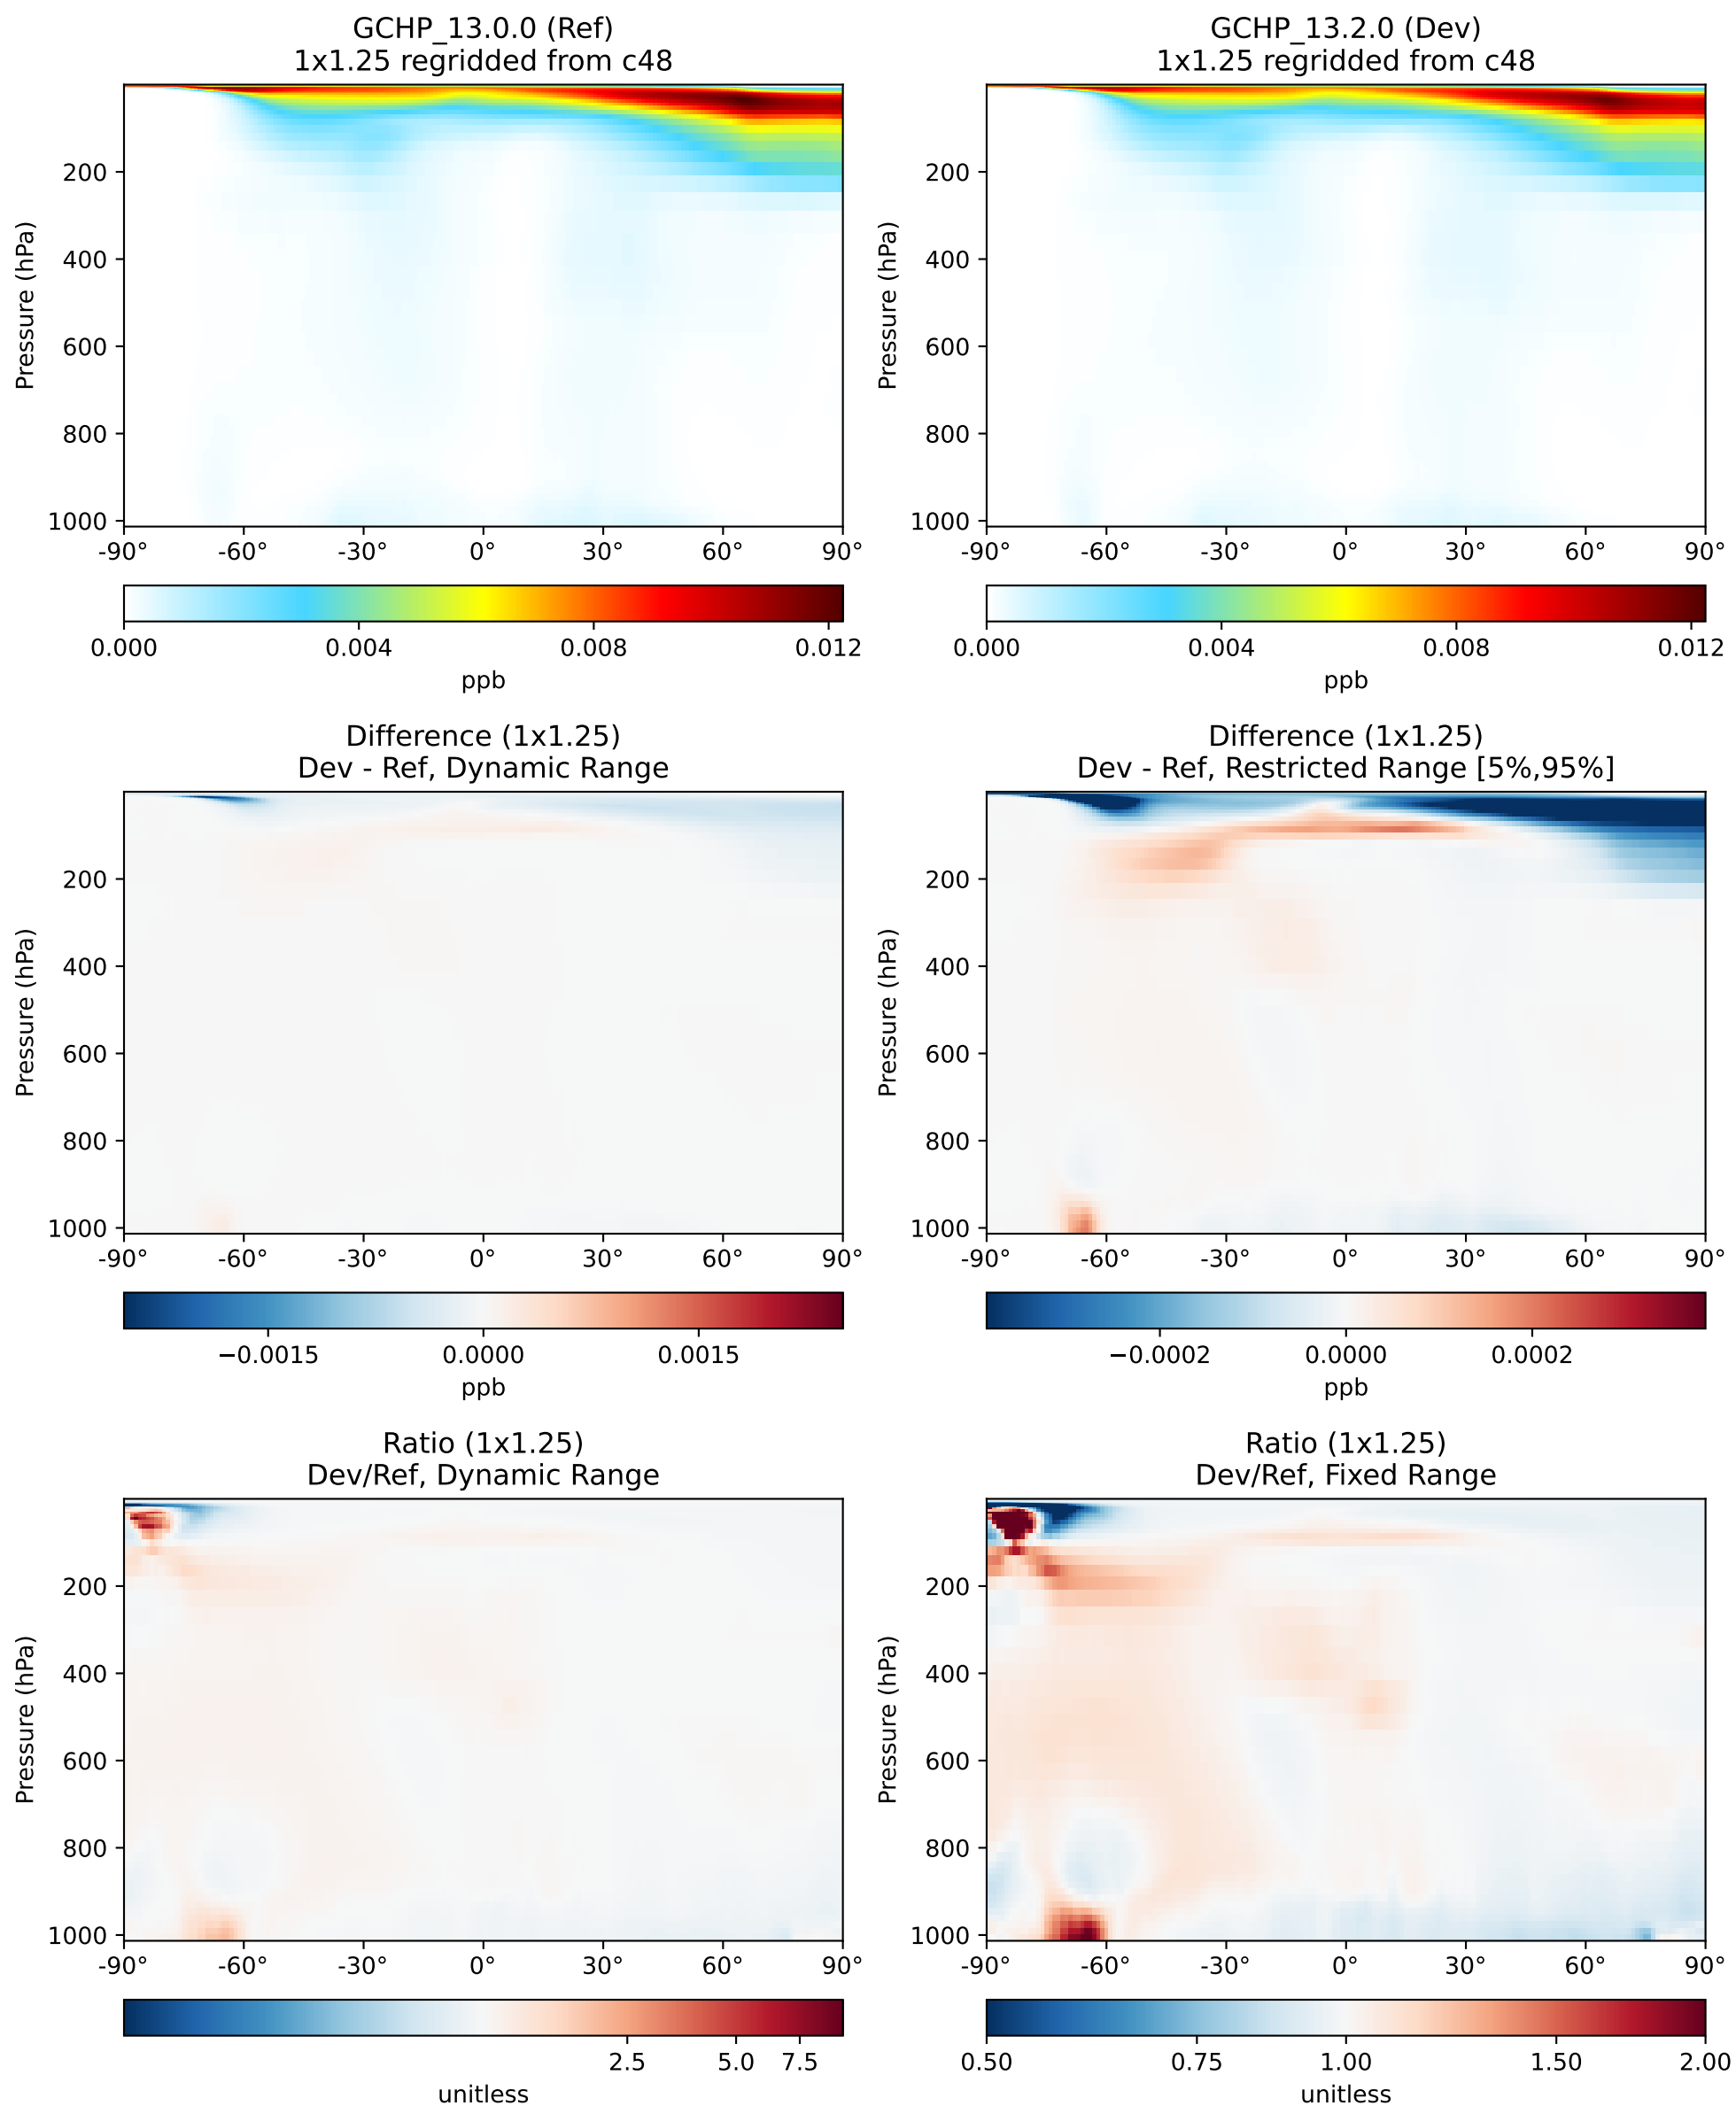 GCHP_13.0.0 (Ref)
1x1.25 regridded from c48
GCHP_13.2.0 (Dev)
1x1.25 regridded from c48
Pressure (hPa)
200
400
600
800
1000
-90° -60° -30° 0° 30° 60° 90°
Pressure (hPa)
200
400
600
800
1000
-90° -60° -30° 0° 30° 60° 90°
0.000 0.004 0.008 0.012
ppb
0.000 0.004 0.008 0.012
ppb
Difference (1x1.25)
Dev - Ref, Dynamic Range
Difference (1x1.25)
Dev - Ref, Restricted Range [5%,95%]
Pressure (hPa)
200
400
600
800
1000
-90° -60° -30° 0° 30° 60° 90°
Pressure (hPa)
200
400
600
800
1000
-90° -60° -30° 0° 30° 60° 90°
−0.0015 0.0000 0.0015
ppb
−0.0002 0.0000 0.0002
ppb
Ratio (1x1.25)
Dev/Ref, Dynamic Range
Ratio (1x1.25)
Dev/Ref, Fixed Range
Pressure (hPa)
200
400
600
800
1000
-90° -60° -30° 0° 30° 60° 90°
Pressure (hPa)
200
400
600
800
1000
-90° -60° -30° 0° 30° 60° 90°
2.5 5.0 7.5
unitless
0.50 0.75 1.00 1.50 2.00
unitless